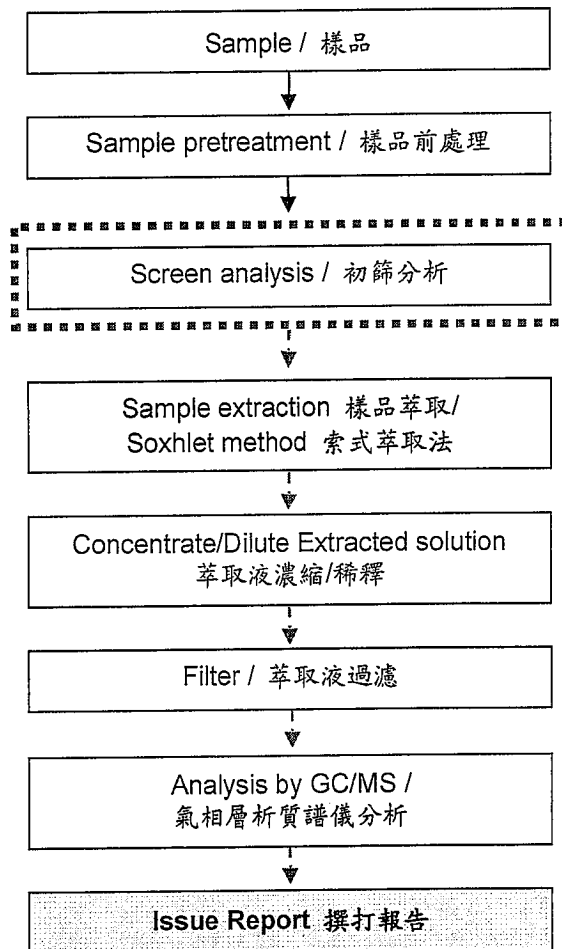 Sample / 樣品
Sample pretreatment / 樣品前處理
Screen analysis / 初篩分析
Sample extraction 樣品萃取/
Soxhlet method 索式萃取法
Concentrate/Dilute Extracted solution
萃取液濃縮/稀釋
Filter / 萃取液過濾
Analysis by GC/MS /
氣相層析質譜儀分析
Issue Report 撰打報告